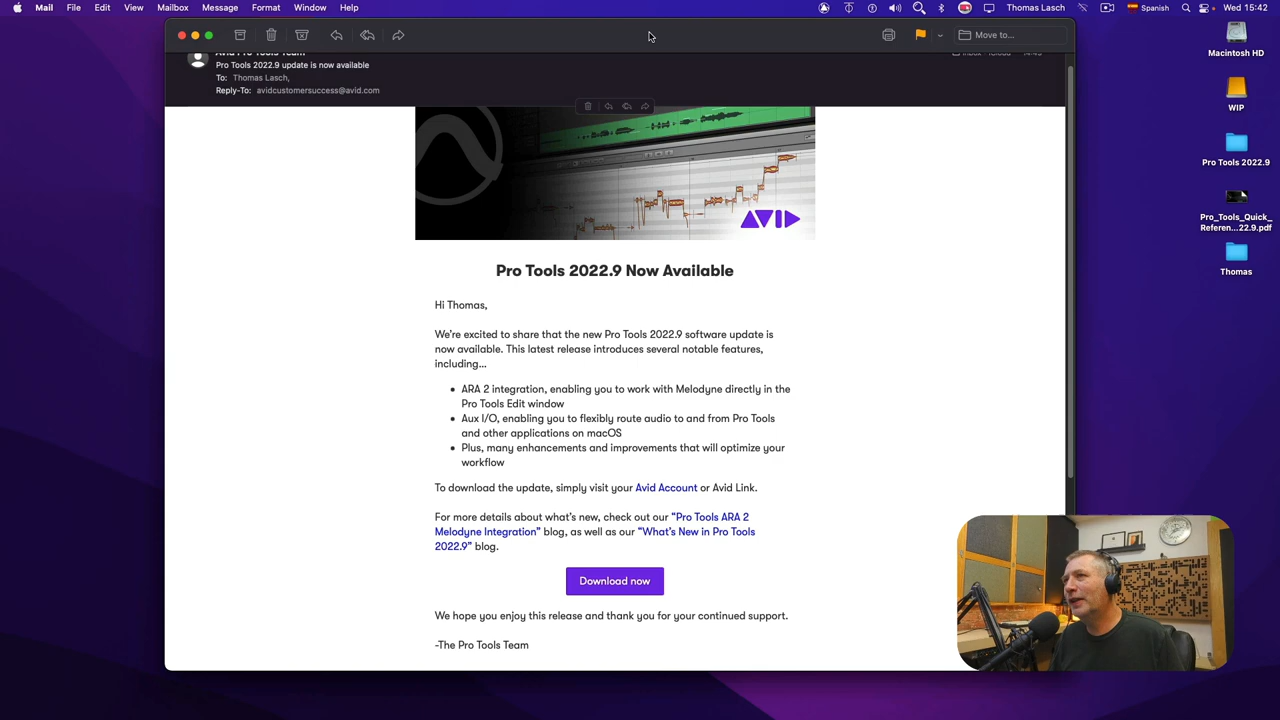 Mail File Edit View Mailbox Message Format Window Help
Thomas Lasch Spanish Wed 15:42
Move to...
Avid Pro Tools Team
Inbox - iCloud 14:45
Pro Tools 2022.9 update is now available
To: Thomas Lasch,
Reply-To: avidcustomersuccess@avid.com
AVID
Pro Tools 2022.9 Now Available
Hi Thomas,
We're excited to share that the new Pro Tools 2022.9 software update is
now available. This latest release introduces several notable features,
including...
• ARA 2 integration, enabling you to work with Melodyne directly in the
Pro Tools Edit window
• Aux I/O, enabling you to flexibly route audio to and from Pro Tools
and other applications on macOS
• Plus, many enhancements and improvements that will optimize your
workflow
To download the update, simply visit your Avid Account or Avid Link.
For more details about what's new, check out our "Pro Tools ARA 2
Melodyne Integration" blog, as well as our "What's New in Pro Tools
2022.9" blog.
Download now
We hope you enjoy this release and thank you for your continued support.
-The Pro Tools Team
Macintosh HD
WIP
Pro Tools 2022.9
Pro_Tools_Quick_
Referen...22.9.pdf
Thomas